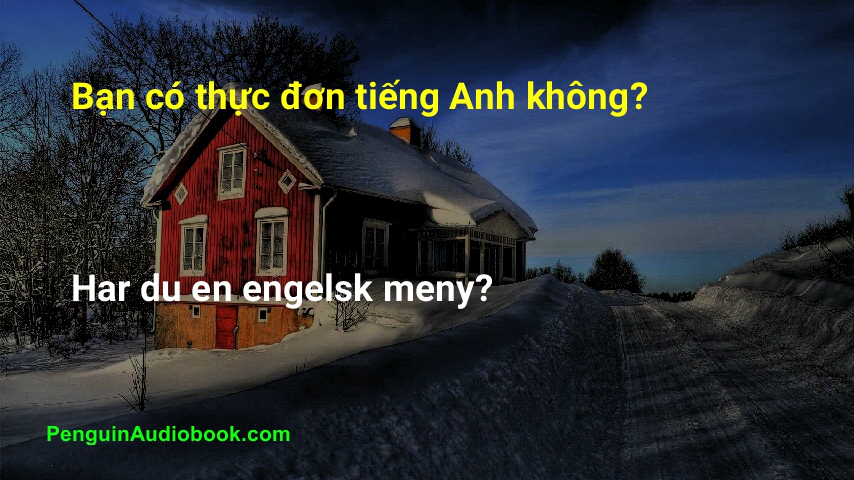 Bạn có thực đơn tiếng Anh không?
Har du en engelsk meny?
PenguinAudiobook.com